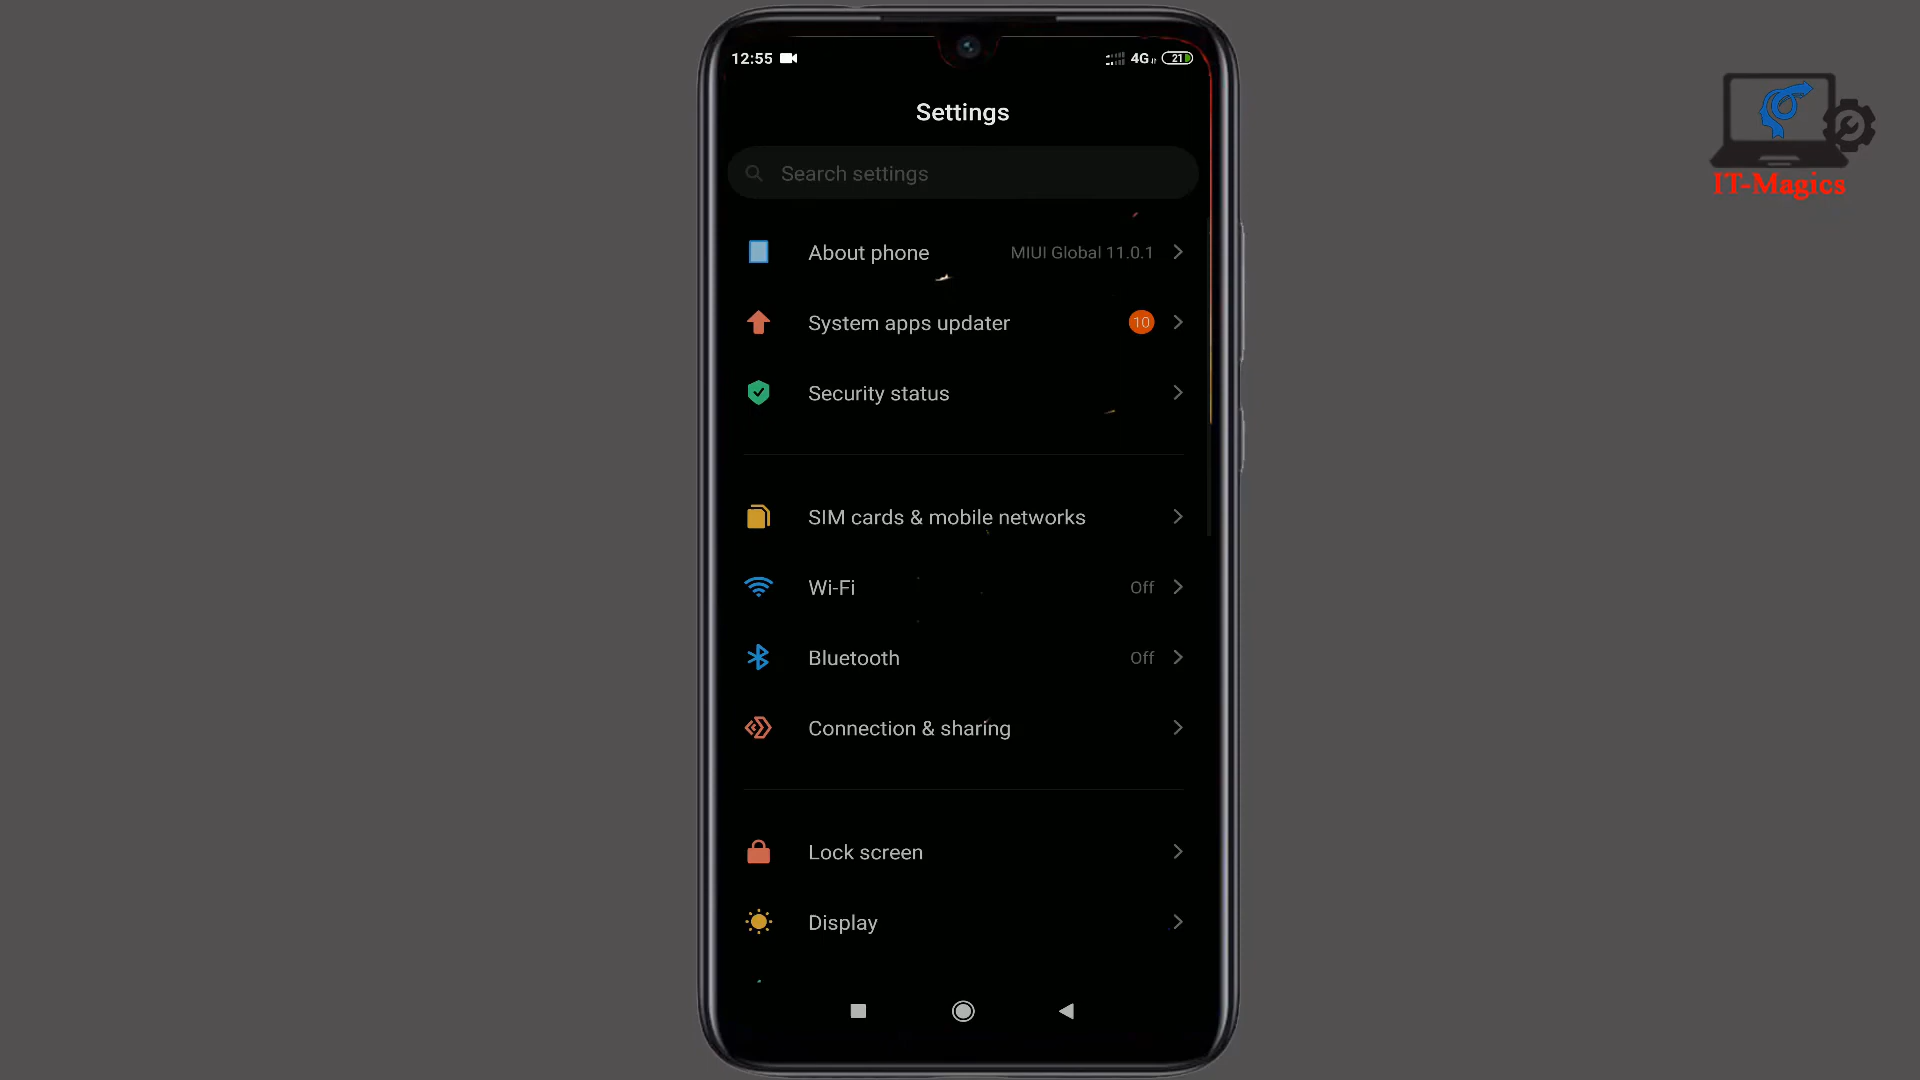 12:55
4G
21
Settings
Search settings
About phone
MIUI Global 11.0.1
System apps updater
10
Security status
SIM cards & mobile networks
Wi-Fi
Off
Bluetooth
Off
Connection & sharing
Lock screen
Display
IT-Magics